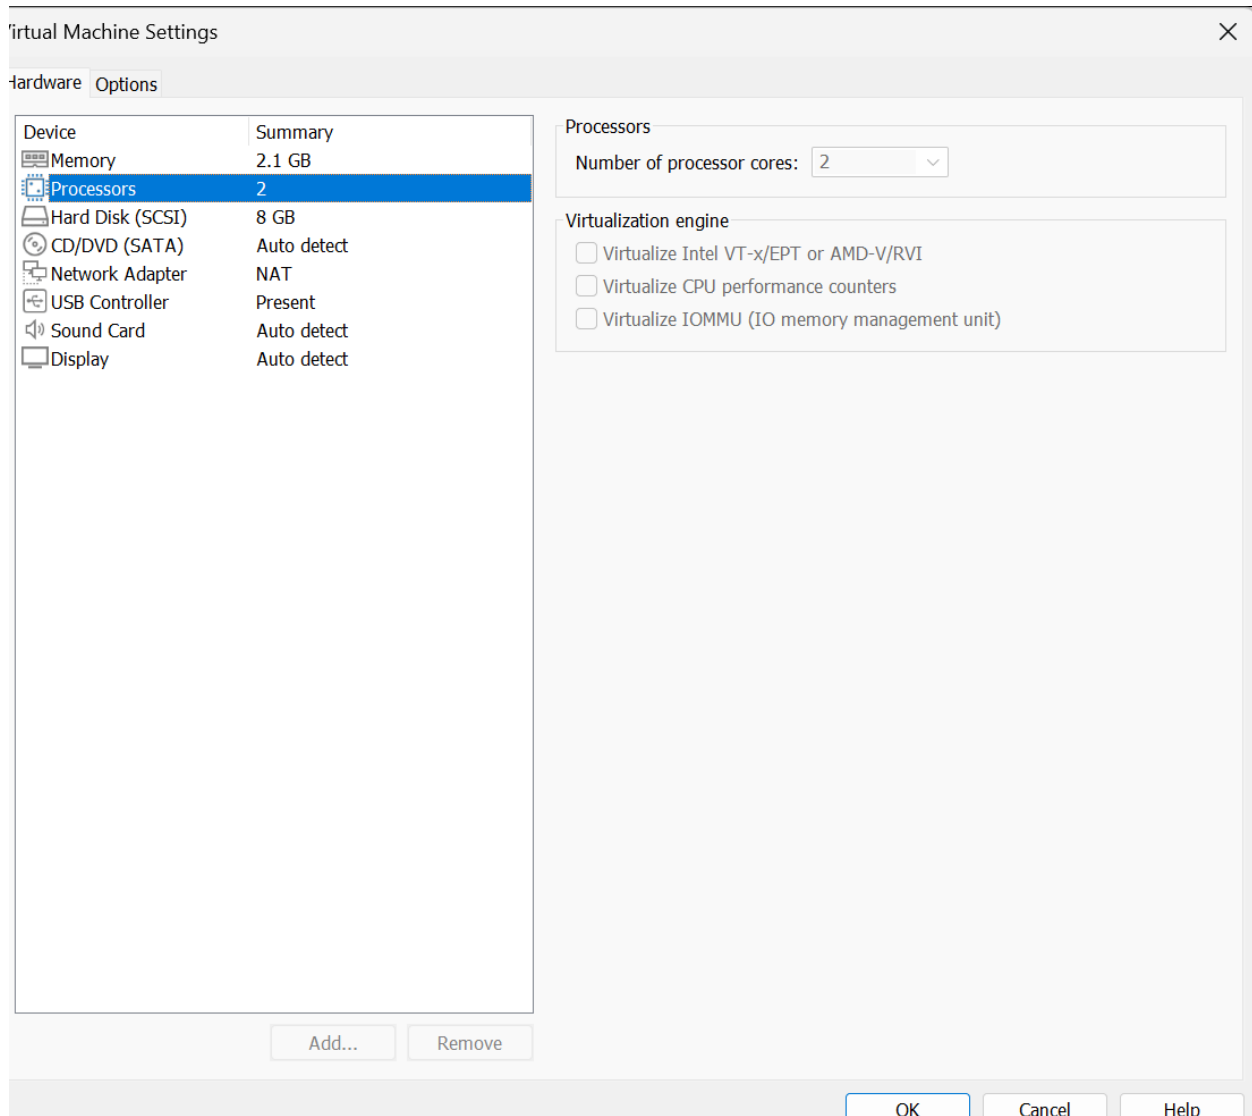 Virtual Machine Settings
Hardware Options
Device Summary
Memory 2.1 GB
Processors 2
Hard Disk (SCSI) 8 GB
CD/DVD (SATA) Auto detect
Network Adapter NAT
USB Controller Present
Sound Card Auto detect
Display Auto detect
Add... Remove
Processors
Number of processor cores: 2
Virtualization engine
Virtualize Intel VT-x/EPT or AMD-V/RVI
Virtualize CPU performance counters
Virtualize IOMMU (IO memory management unit)
OK Cancel Help